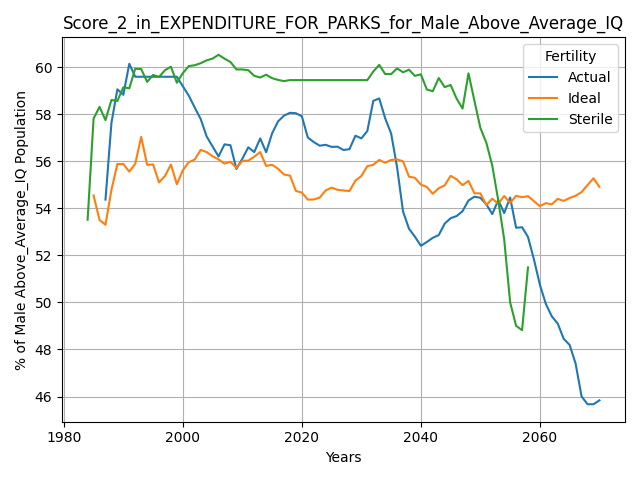 Score_2_in_EXPENDITURE_FOR_PARKS_for_Male_Above_Average_IQ
% of Male Above_Average_IQ Population
60
58
56
54
52
50
48
46
Fertility
Actual
Ideal
Sterile
1980
2000
2020
2040
2060
Years